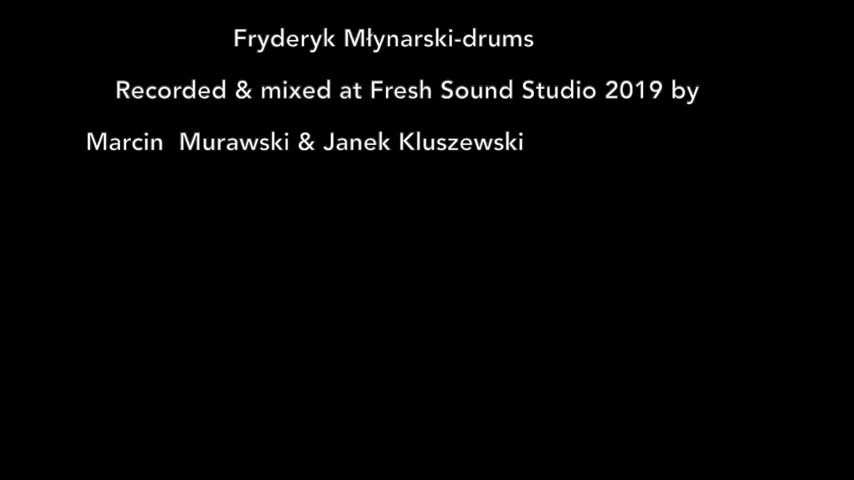 Fryderyk Młynarski-drums
Recorded & mixed at Fresh Sound Studio 2019 by
Marcin  Murawski & Janek Kluszewski